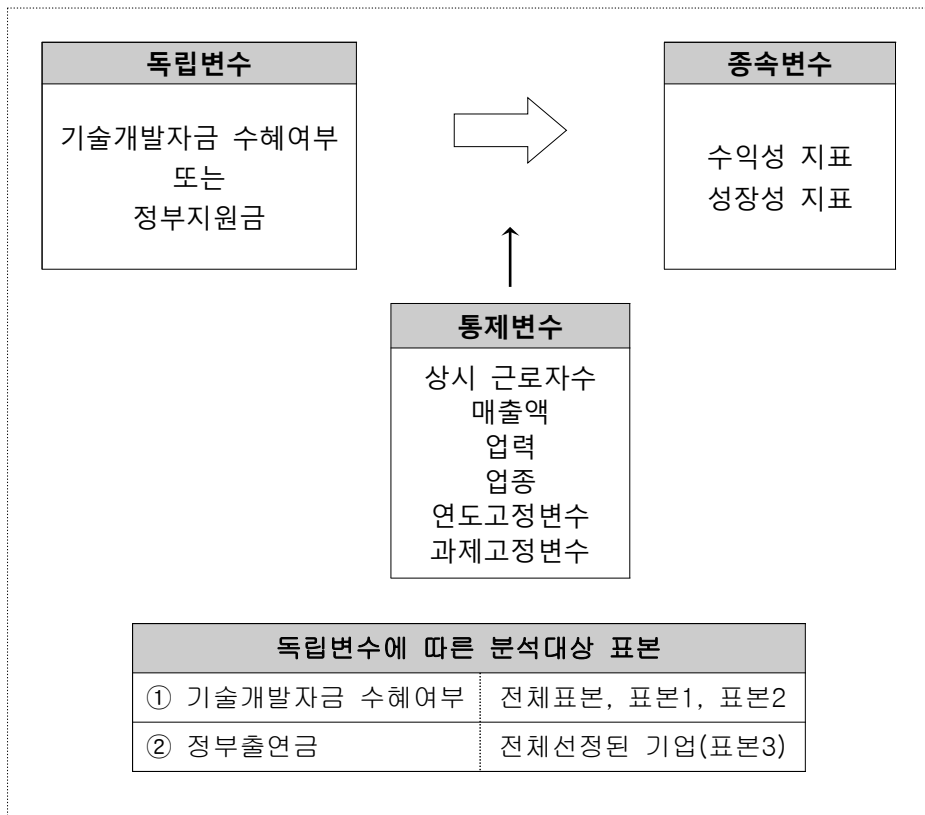 독립변수
기술개발자금 수혜여부
또는
정부지원금
종속변수
수익성 지표
성장성 지표
통제변수
상시 근로자수
매출액
업력
업종
연도고정변수
과제고정변수
독립변수에 따른 분석대상 표본
① 기술개발자금 수혜여부 전체표본, 표본1, 표본2
② 정부출연금 전체선정된 기업(표본3)